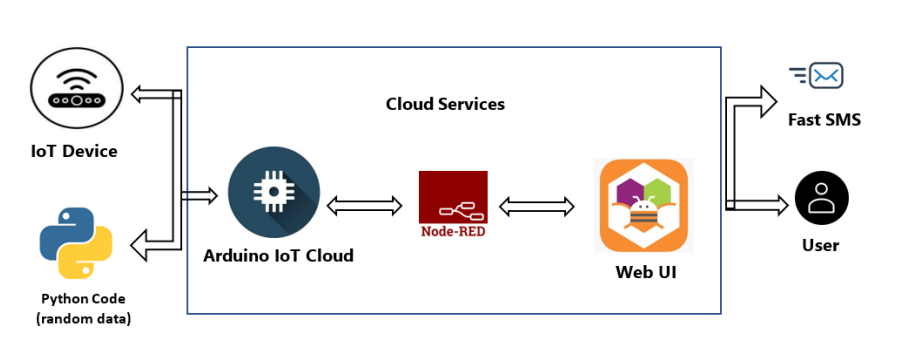 Cloud Services
IoT Device
Python Code
(random data)
Arduino IoT Cloud
Node-RED
Web UI
Fast SMS
User